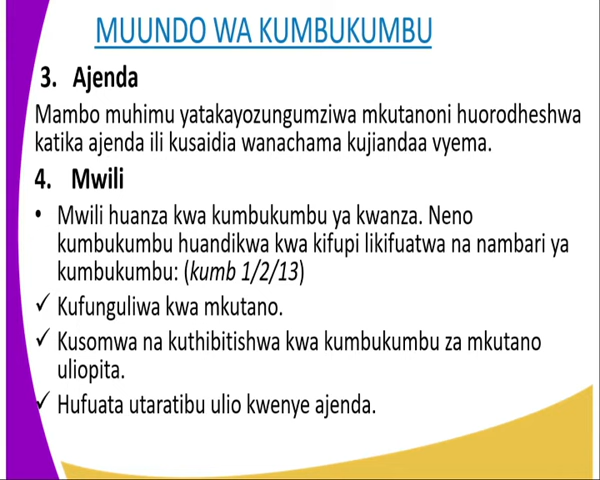 MUUNDO WA KUMBUKUMBU
3. Ajenda
Mambo muhimu yatakayozungumziwa mkutanoni huorodheshwa
katika ajenda ili kusaidia wanachama kujiandaa vyema.
4. Mwili
• Mwili huanza kwa kumbukumbu ya kwanza. Neno
kumbukumbu huandikwa kwa kifupi likifuatwa na nambari ya
kumbukumbu: (kumb 1/2/13)
✓ Kufunguliwa kwa mkutano.
✓ Kusomwa na kuthibitishwa kwa kumbukumbu za mkutano
uliopita.
✓ Hufuata utaratibu ulio kwenye ajenda.